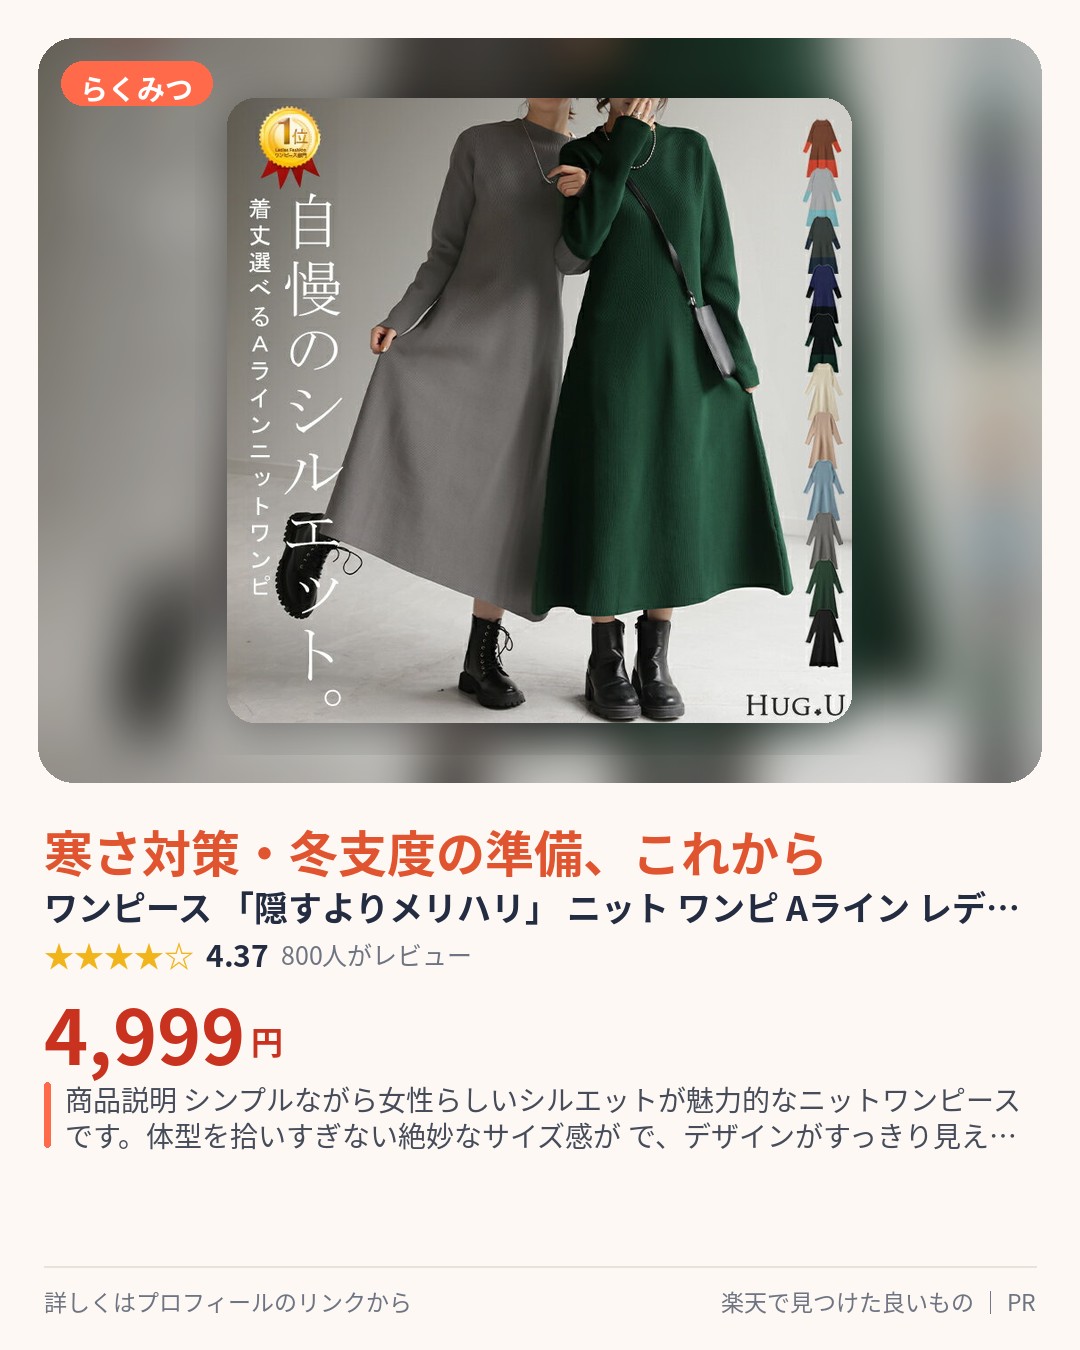 らくみつ
1位
Ladies Fashion
ワンピース部門
自慢のシルエット。
着丈選べるAラインニットワンピ
HUG.U
寒さ対策・冬支度の準備、これから
ワンピース 「隠すよりメリハリ」 ニット ワンピ Aライン レデ…
★★★★☆ 4.37 800人がレビュー
4,999円
商品説明 シンプルながら女性らしいシルエットが魅力的なニットワンピース
です。体型を拾いすぎない絶妙なサイズ感が で、デザインがすっきり見え…
詳しくはプロフィールのリンクから
楽天で見つけた良いもの｜PR